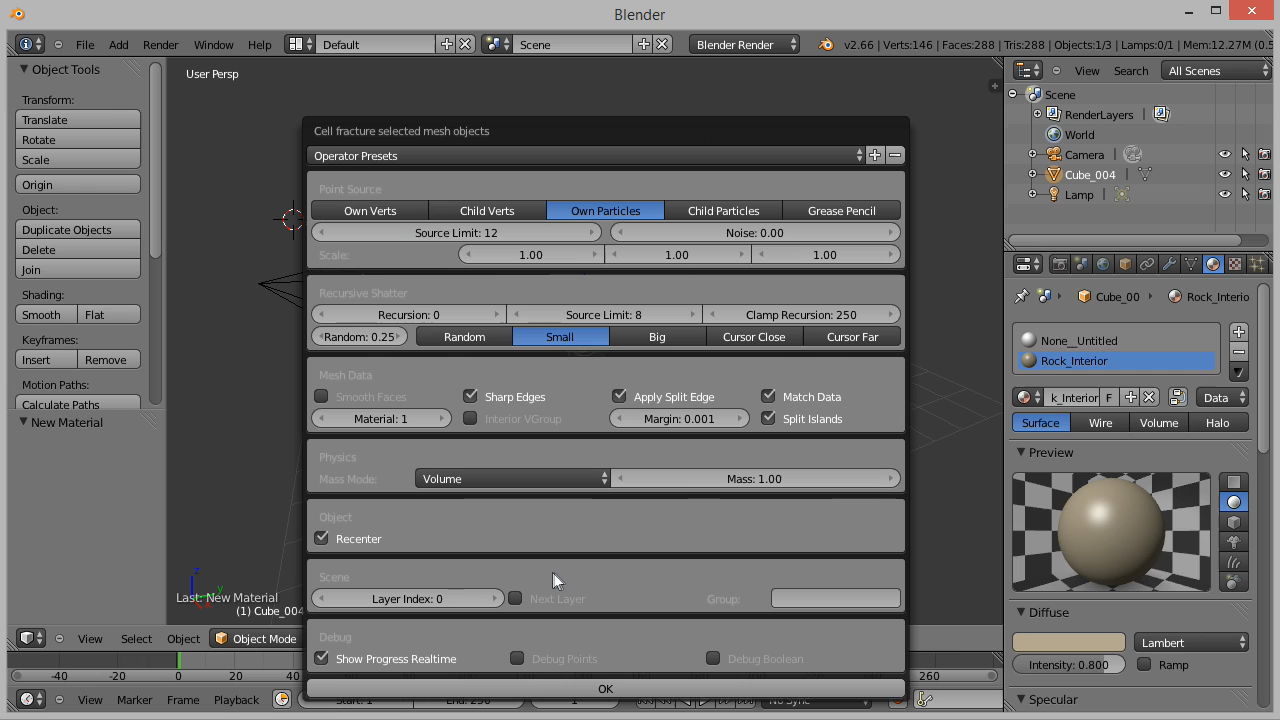 Blender
File Add Render Window Help Default Scene Blender Render v2.66 | Verts:146 | Faces:288 | Tris:288 | Objects:1/3 | Lamps:0/1 | Mem:12.27M (0.5
Object Tools
Transform:
Translate
Rotate
Scale
Origin
Object:
Duplicate Objects
Delete
Join
Shading:
Smooth Flat
Keyframes:
Insert Remove
Motion Paths:
Calculate Paths
New Material
User Persp
Cell fracture selected mesh objects
Operator Presets
Point Source
Own Verts Child Verts Own Particles Child Particles Grease Pencil
Source Limit: 12 Noise: 0.00
Scale: 1.00 1.00 1.00
Recursive Shatter
Recursion: 0 Source Limit: 8 Clamp Recursion: 250
Random: 0.25 Random Small Big Cursor Close Cursor Far
Mesh Data
Smooth Faces Sharp Edges Apply Split Edge Match Data
Material: 1 Interior VGroup Margin: 0.001 Split Islands
Physics
Mass Mode: Volume Mass: 1.00
Object
Recenter
Scene
Layer Index: 0 Next Layer Group:
Debug
Show Progress Realtime Debug Points Debug Boolean
OK
z
y
Last: New Material
(1) Cube_004
View Select Object Object Mode
-40 -20 0 20 40 260
View Marker Frame Playback Start: 1 End: 250 1 No Sync
View Search All Scenes
Scene
RenderLayers
World
Camera
Cube_004
Lamp
Cube_00 Rock_Interio
None__Untitled
Rock_Interior
k_Interior F Data
Surface Wire Volume Halo
Preview
Diffuse
Lambert
Intensity: 0.800 Ramp
Specular